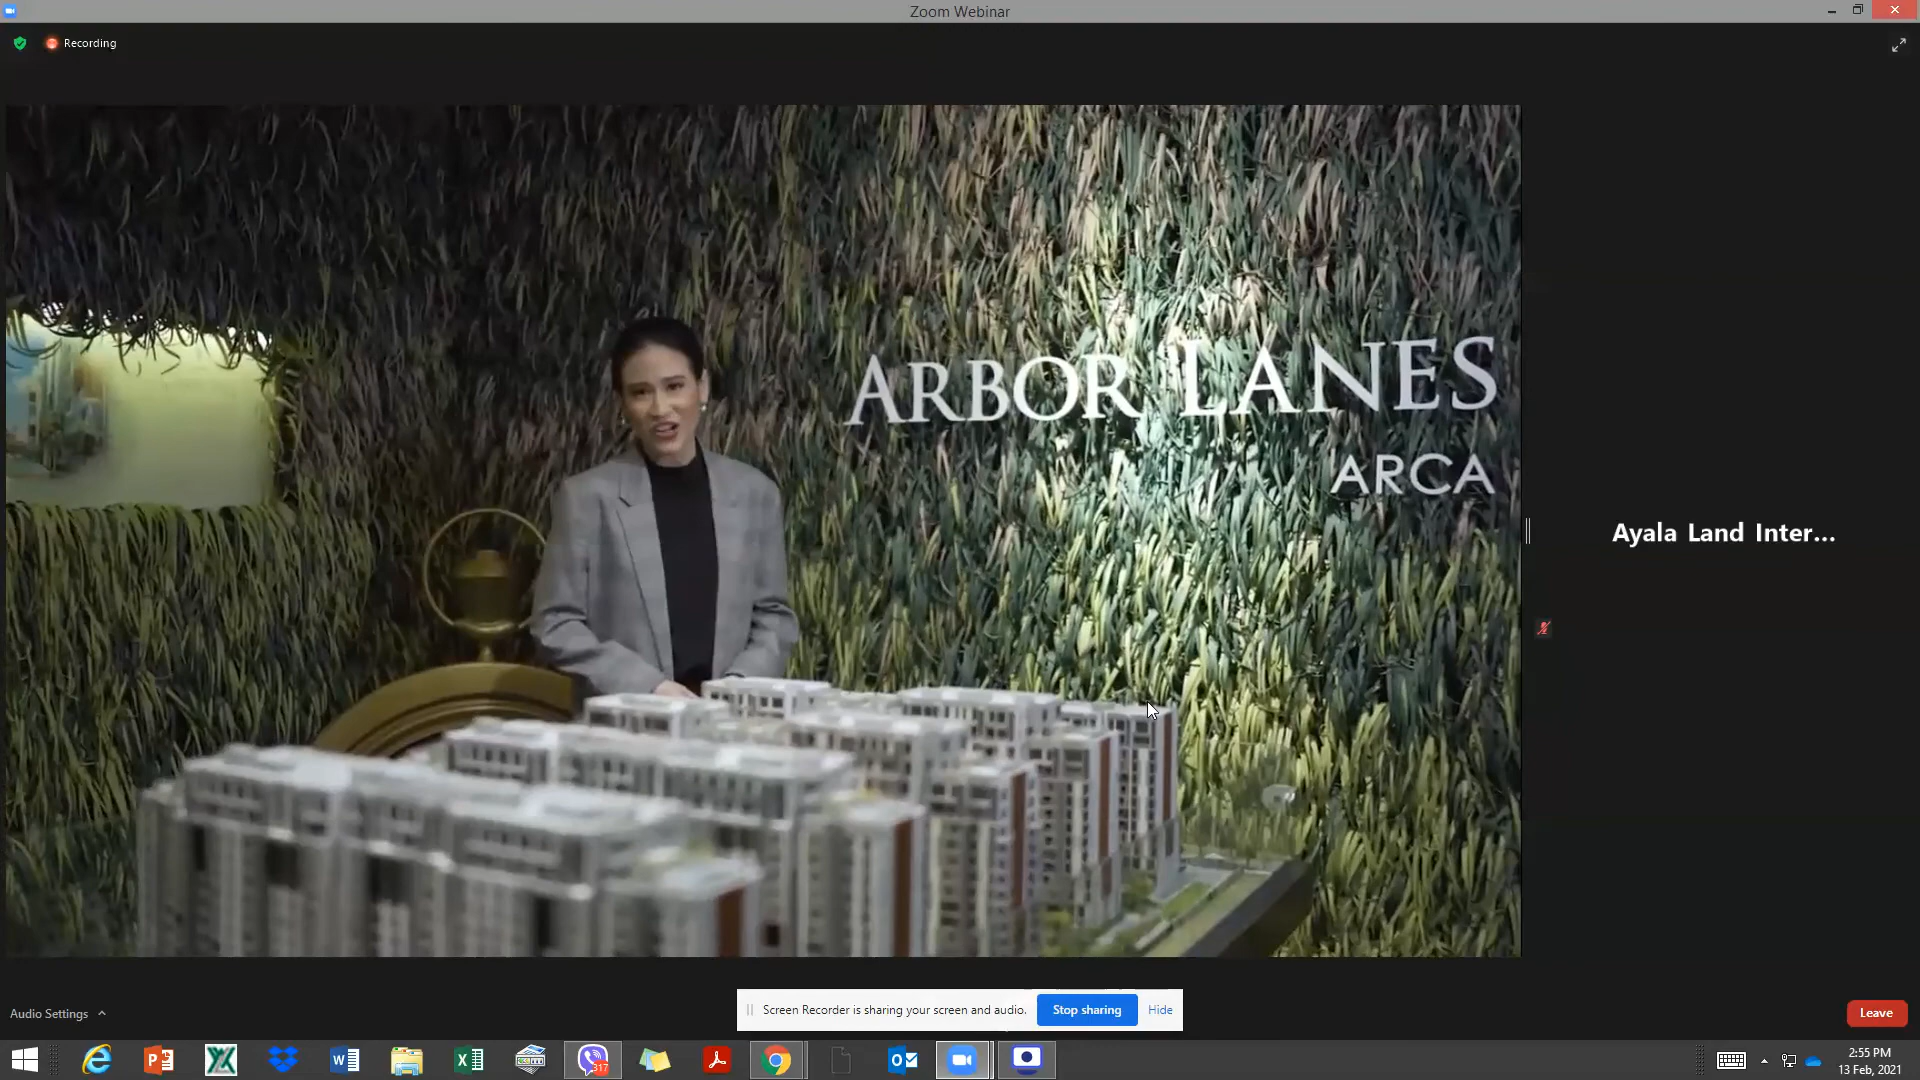 Zoom Webinar
Recording
ARBOR LANES
ARCA
Ayala Land Inter...
Screen Recorder is sharing your screen and audio.
Stop sharing
Hide
Audio Settings
Leave
317
2:55 PM
13 Feb, 2021